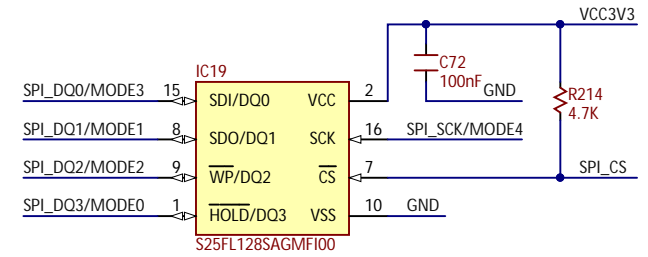 VCC3V3
C72
100nF
GND
R214
4.7K
IC19
SPI_DQ0/MODE3 15 SDI/DQ0 VCC 2
SPI_DQ1/MODE1 8 SDO/DQ1 SCK 16 SPI_SCK/MODE4
SPI_DQ2/MODE2 9 WP/DQ2 CS 7 SPI_CS
SPI_DQ3/MODE0 1 HOLD/DQ3 VSS 10 GND
S25FL128SAGMFI00